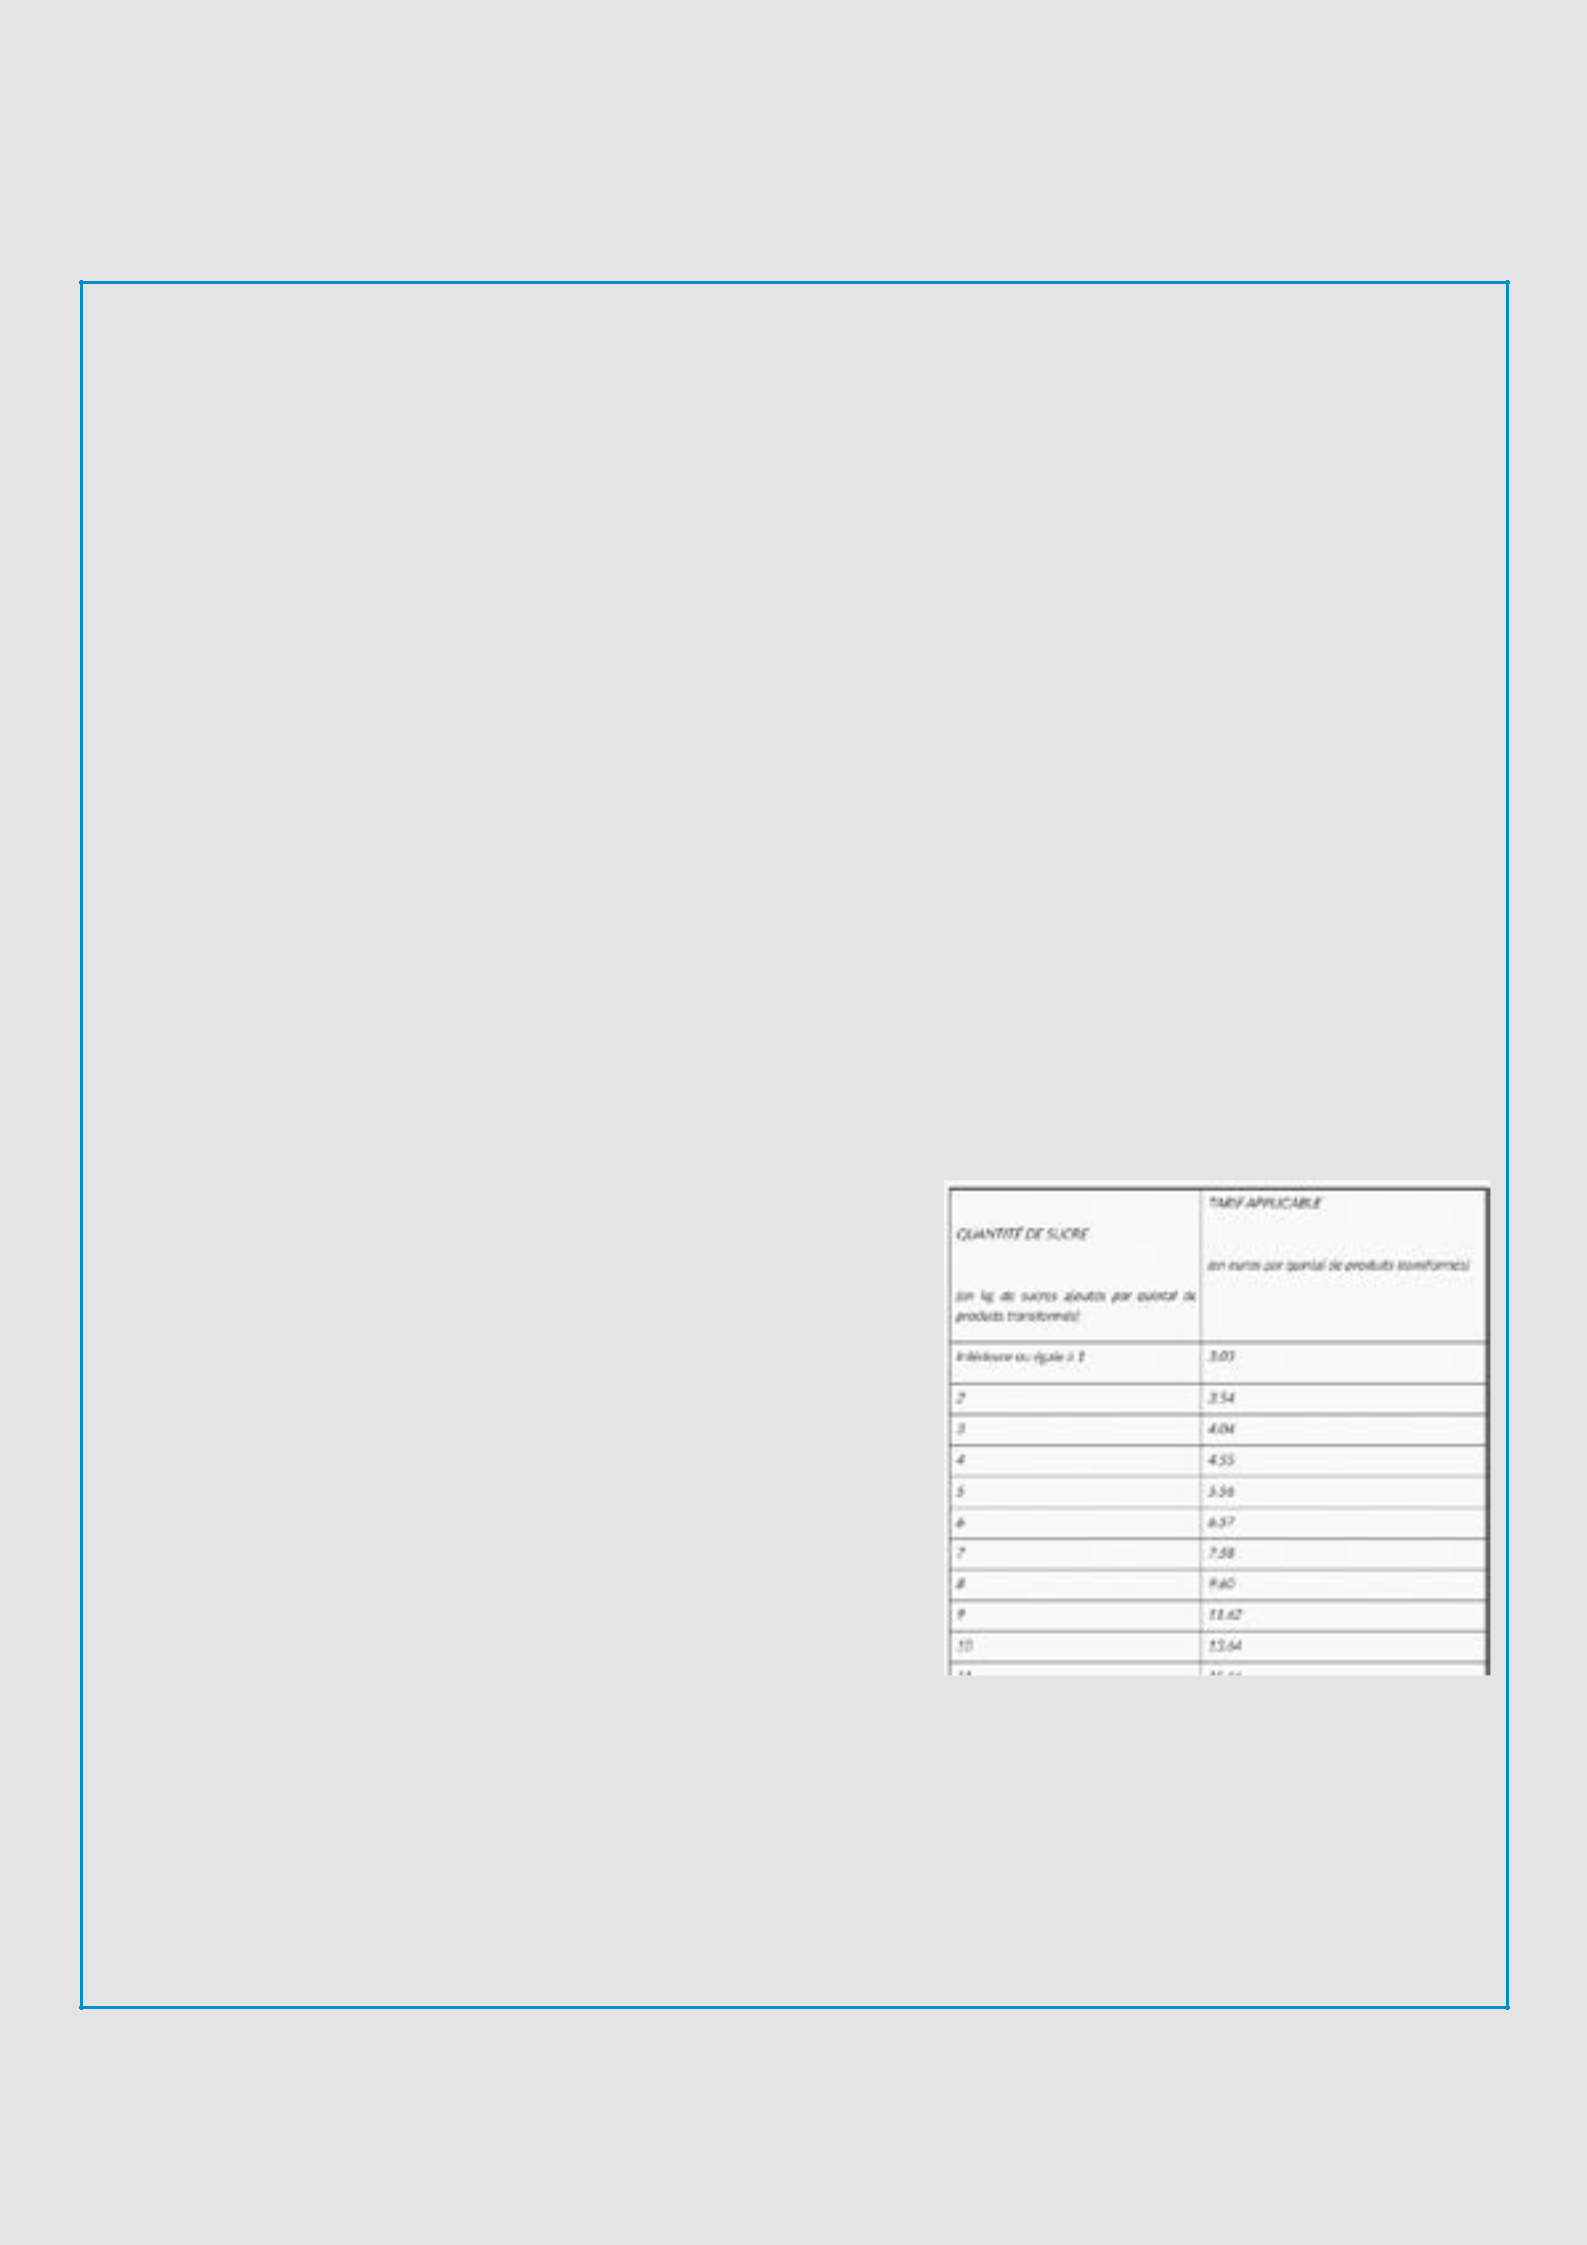 QUANTITÉ DE SUCRE
(en kg de sucres ajoutés par quintal de
produits transformés)
TARIF APPLICABLE
(en euros par quintal de produits transformés)
Inférieure ou égale à 1 3.03
2 3.54
3 4.04
4 4.55
5 5.56
6 6.57
7 7.58
8 9.60
9 11.62
10 13.64